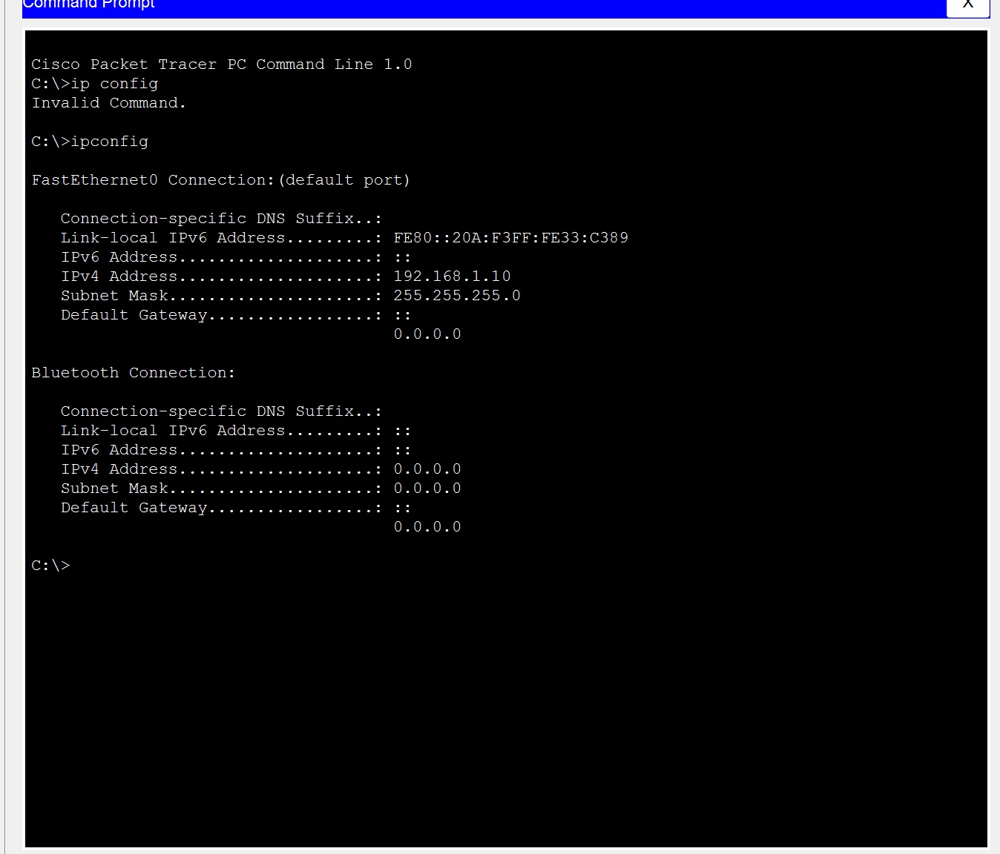 Command Prompt
X
Cisco Packet Tracer PC Command Line 1.0
C:\>ip config
Invalid Command.
C:\>ipconfig
FastEthernet0 Connection:(default port)
Connection-specific DNS Suffix..:
Link-local IPv6 Address.........: FE80::20A:F3FF:FE33:C389
IPv6 Address....................: ::
IPv4 Address....................: 192.168.1.10
Subnet Mask.....................: 255.255.255.0
Default Gateway.................: ::
0.0.0.0
Bluetooth Connection:
Connection-specific DNS Suffix..:
Link-local IPv6 Address.........: ::
IPv6 Address....................: ::
IPv4 Address....................: 0.0.0.0
Subnet Mask.....................: 0.0.0.0
Default Gateway.................: ::
0.0.0.0
C:\>